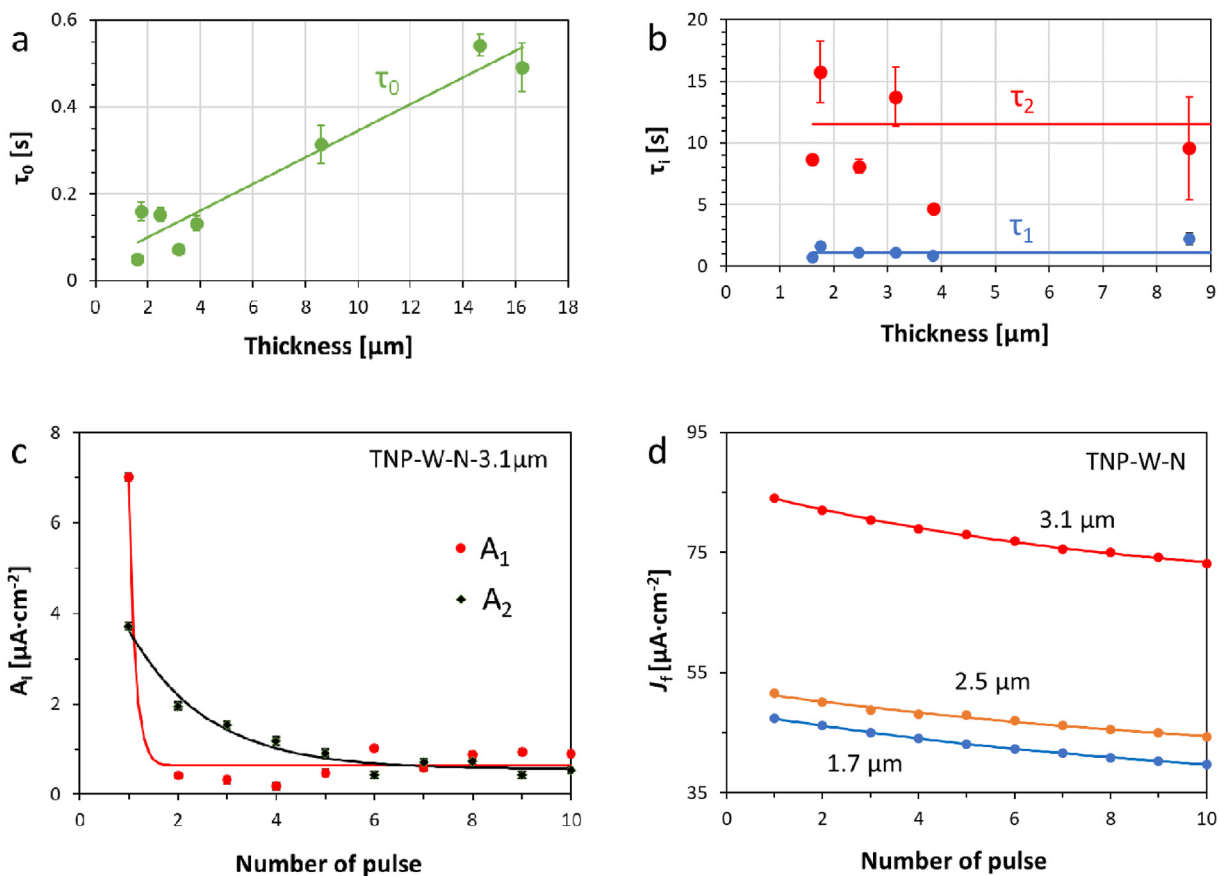 a
τ₀ [s]
0.6
0.4
0.2
0
τ₀
0 2 4 6 8 10 12 14 16 18
Thickness [μm]
b
τᵢ [s]
20
15
10
5
0
τ₂
τ₁
0 1 2 3 4 5 6 7 8 9
Thickness [μm]
c
Aᵢ [μA·cm⁻²]
8
6
4
2
0
TNP-W-N-3.1μm
A₁
A₂
0 2 4 6 8 10
Number of pulse
d
J_f [μA·cm⁻²]
95
75
55
35
TNP-W-N
3.1 μm
2.5 μm
1.7 μm
0 2 4 6 8 10
Number of pulse